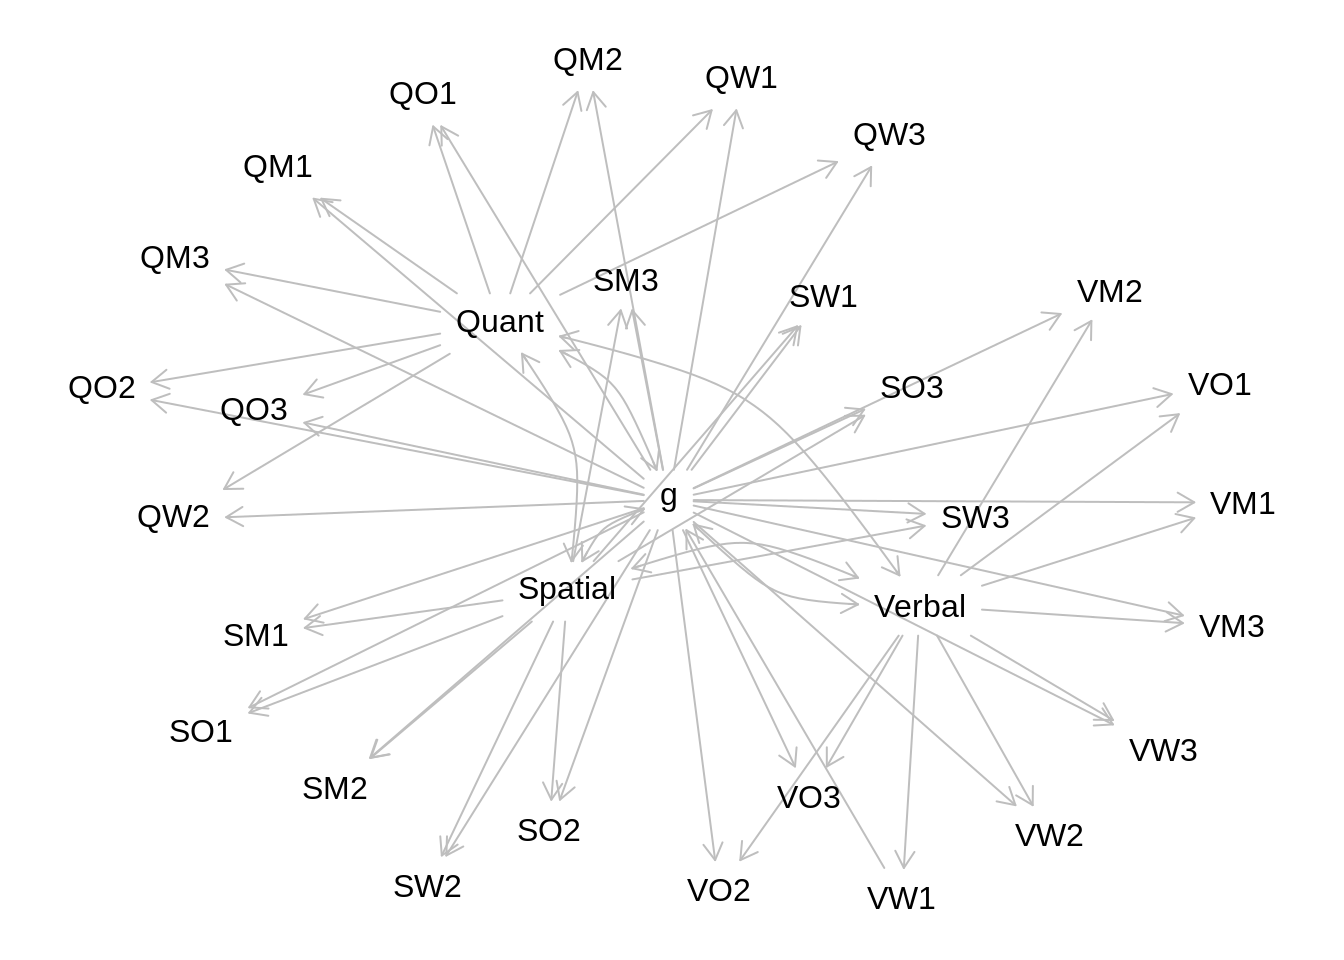 QM2
QW1
QO1
QW3
QM1
QM3
SM3
VM2
SW1
Quant
VO1
QO2
SO3
QO3
g
VM1
QW2
SW3
Spatial
Verbal
VM3
SM1
SO1
VW3
SM2
VO3
SO2
VW2
SW2
VO2
VW1